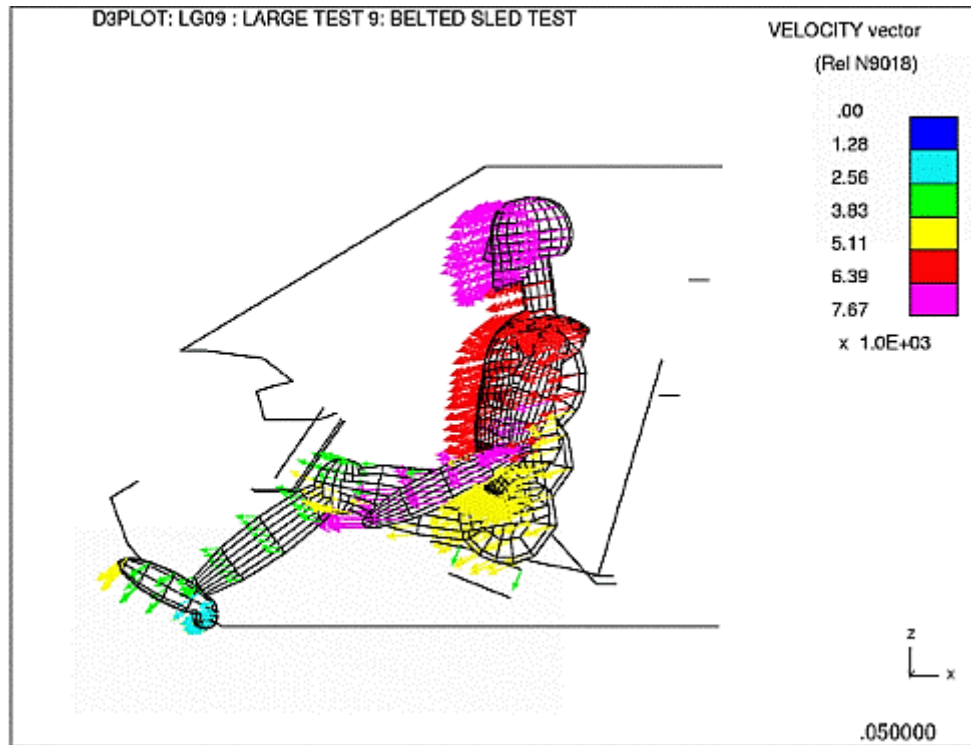 D3PLOT: LG09 : LARGE TEST 9: BELTED SLED TEST
VELOCITY vector
(Rel N9018)
.00
1.28
2.56
3.83
5.11
6.39
7.67
x 1.0E+03
z
x
.050000